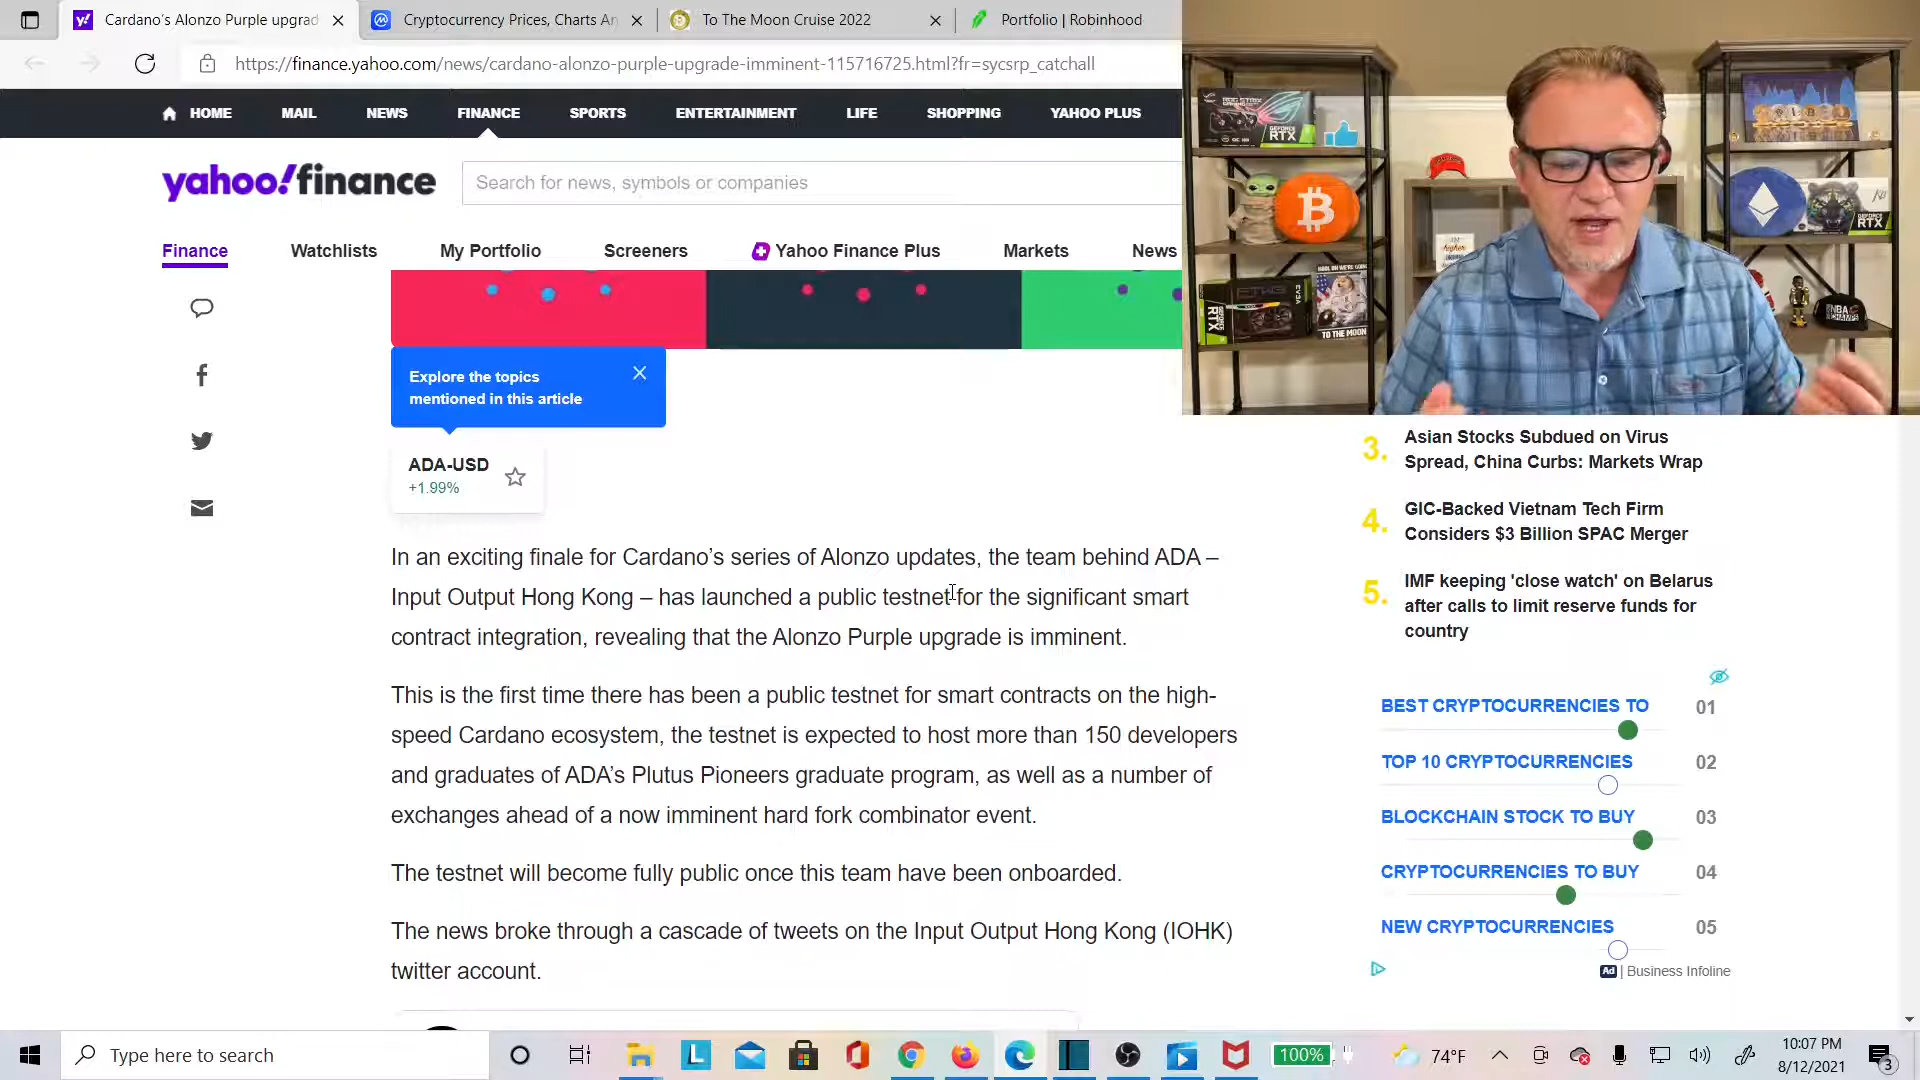 Cardano's Alonzo Purple upgrad
Cryptocurrency Prices, Charts An
To The Moon Cruise 2022
Portfolio | Robinhood
https://finance.yahoo.com/news/cardano-alonzo-purple-upgrade-imminent-115716725.html?fr=sycsrp_catchall
HOME MAIL NEWS FINANCE SPORTS ENTERTAINMENT LIFE SHOPPING YAHOO PLUS
yahoo!finance
Search for news, symbols or companies
Finance Watchlists My Portfolio Screeners Yahoo Finance Plus Markets News
GEFORCE
RTX
RTX
GEFORCE
RTX
TO THE MOON
NBA
CHAMPS
Explore the topics
mentioned in this article
ADA-USD
+1.99%
In an exciting finale for Cardano's series of Alonzo updates, the team behind ADA –
Input Output Hong Kong – has launched a public testnet for the significant smart
contract integration, revealing that the Alonzo Purple upgrade is imminent.
This is the first time there has been a public testnet for smart contracts on the high-
speed Cardano ecosystem, the testnet is expected to host more than 150 developers
and graduates of ADA's Plutus Pioneers graduate program, as well as a number of
exchanges ahead of a now imminent hard fork combinator event.
The testnet will become fully public once this team have been onboarded.
The news broke through a cascade of tweets on the Input Output Hong Kong (IOHK)
twitter account.
3. Asian Stocks Subdued on Virus
Spread, China Curbs: Markets Wrap
4. GIC-Backed Vietnam Tech Firm
Considers $3 Billion SPAC Merger
5. IMF keeping 'close watch' on Belarus
after calls to limit reserve funds for
country
BEST CRYPTOCURRENCIES TO 01
TOP 10 CRYPTOCURRENCIES 02
BLOCKCHAIN STOCK TO BUY 03
CRYPTOCURRENCIES TO BUY 04
NEW CRYPTOCURRENCIES 05
Ad | Business Infoline
Type here to search
L
100%
74°F
10:07 PM
8/12/2021
3